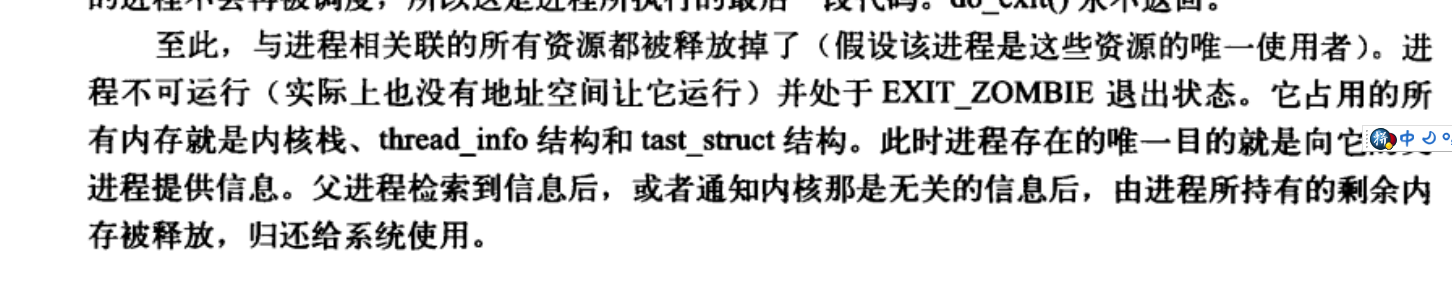 的进程不会再被调度，所以这是进程所执行的最后一段代码。do_exit()永不返回。
至此，与进程相关联的所有资源都被释放掉了（假设该进程是这些资源的唯一使用者）。进
程不可运行（实际上也没有地址空间让它运行）并处于 EXIT_ZOMBIE 退出状态。它占用的所
有内存就是内核栈、thread_info 结构和 tast_struct 结构。此时进程存在的唯一目的就是向它
中
进程提供信息。父进程检索到信息后，或者通知内核那是无关的信息后，由进程所持有的剩余内
存被释放，归还给系统使用。